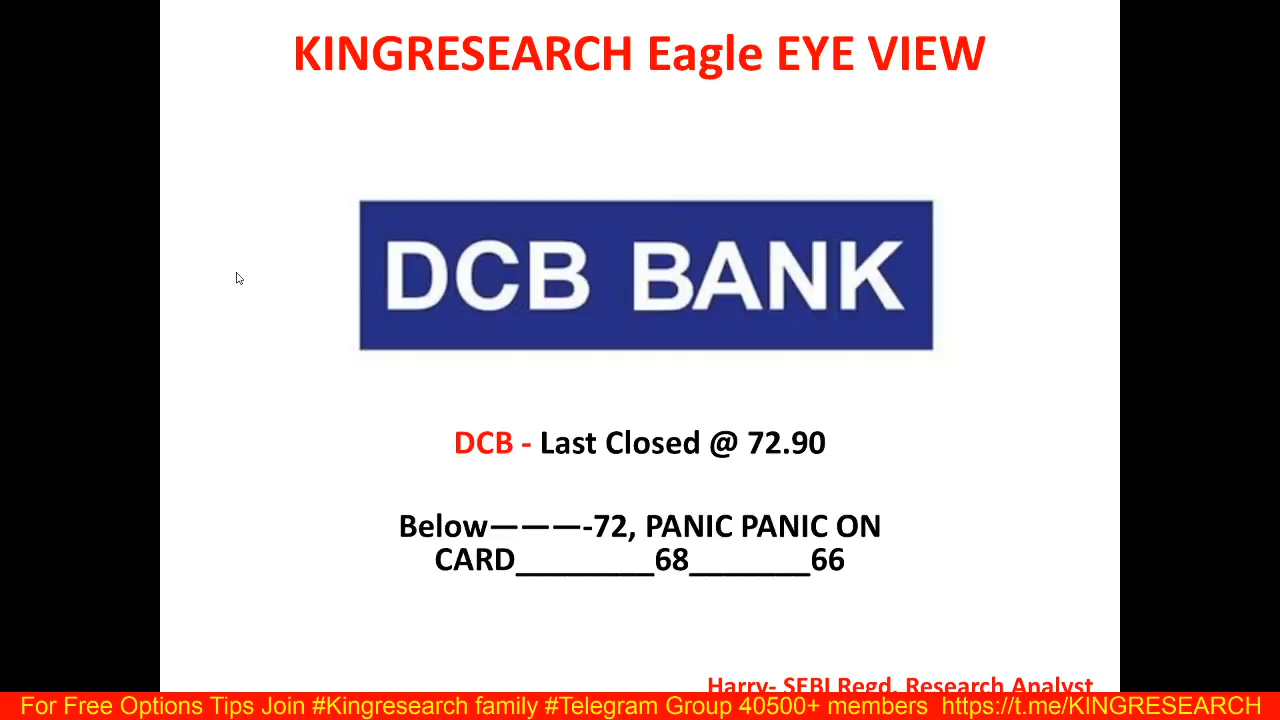 KINGRESEARCH Eagle EYE VIEW
DCB BANK
DCB - Last Closed @ 72.90
Below———-72, PANIC PANIC ON
CARD________68_______66
Harry- SEBI Regd. Research Analyst
For Free Options Tips Join #Kingresearch family #Telegram Group 40500+ members https://t.me/KINGRESEARCH